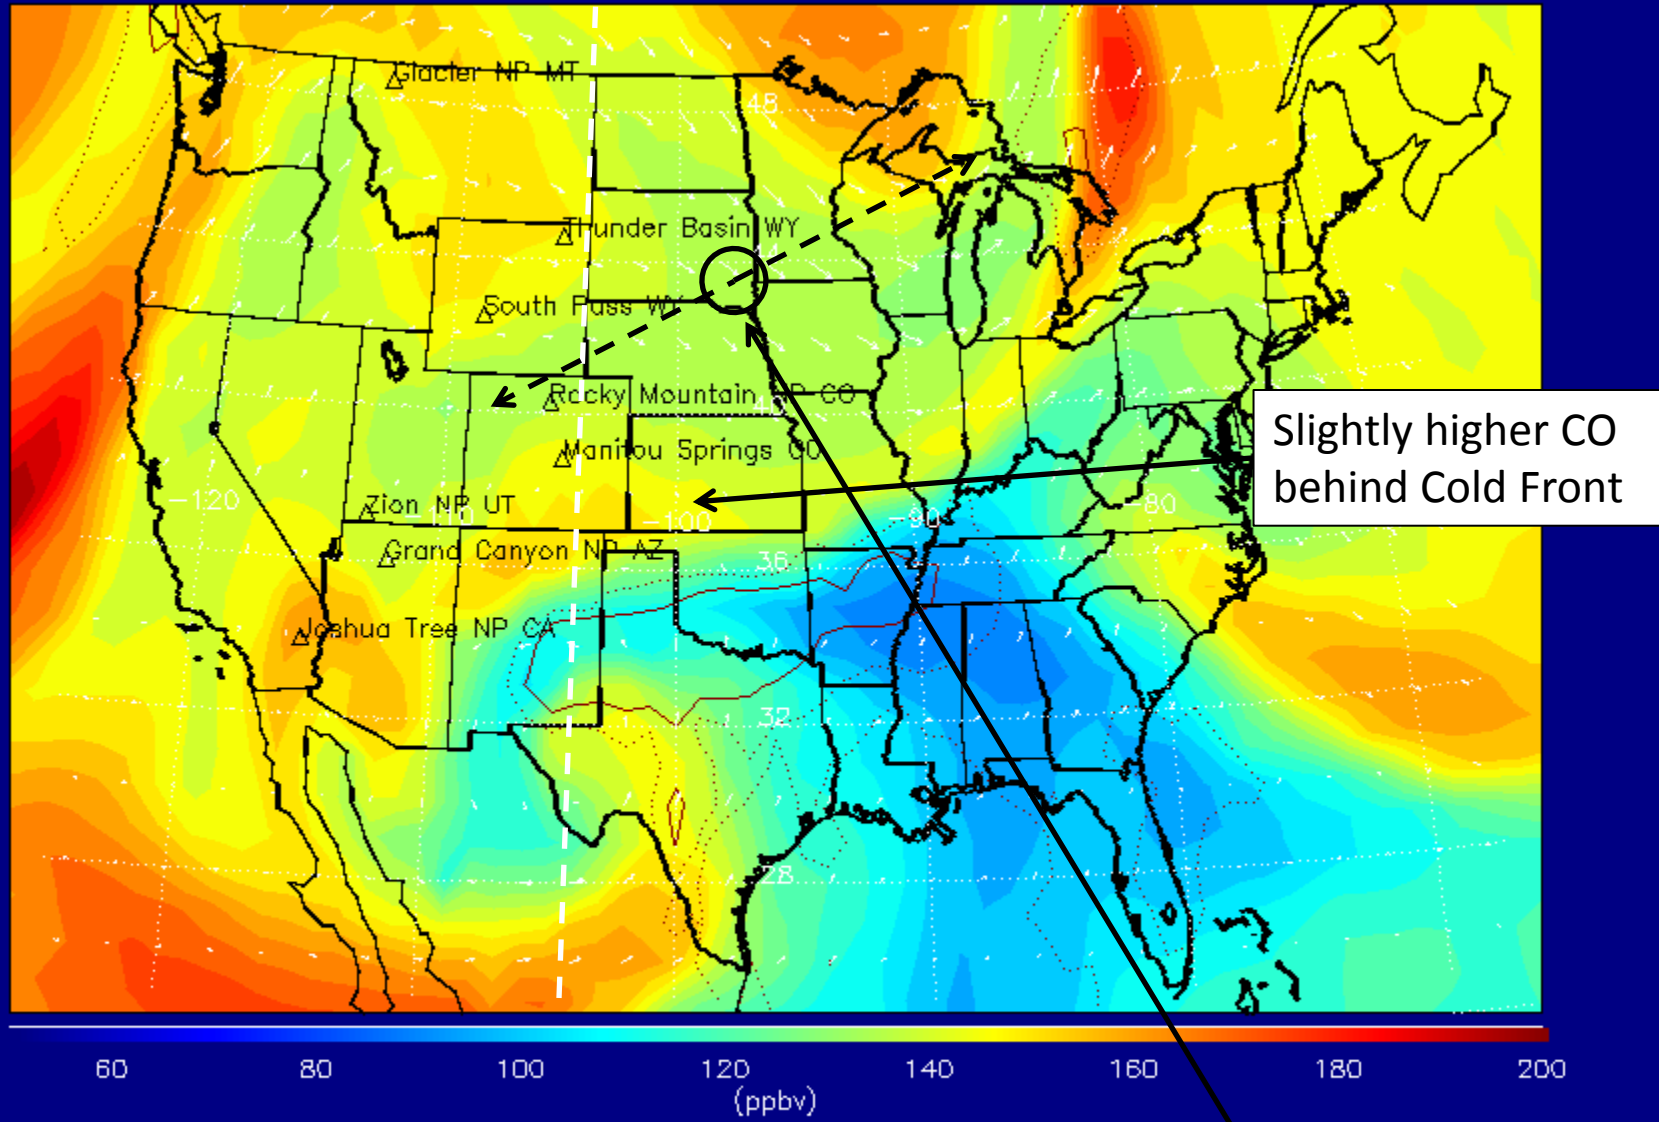 Glacier NP MT
48
Thunder Basin WY
South Pass WY
Rocky Mountain NP CO
40
Manitou Springs CO
Slightly higher CO
behind Cold Front
-120
Zion NP UT
-110
-100
-90
-80
Grand Canyon NP AZ
36
Joshua Tree NP CA
32
28
60 80 100 120 140 160 180 200
(ppbv)